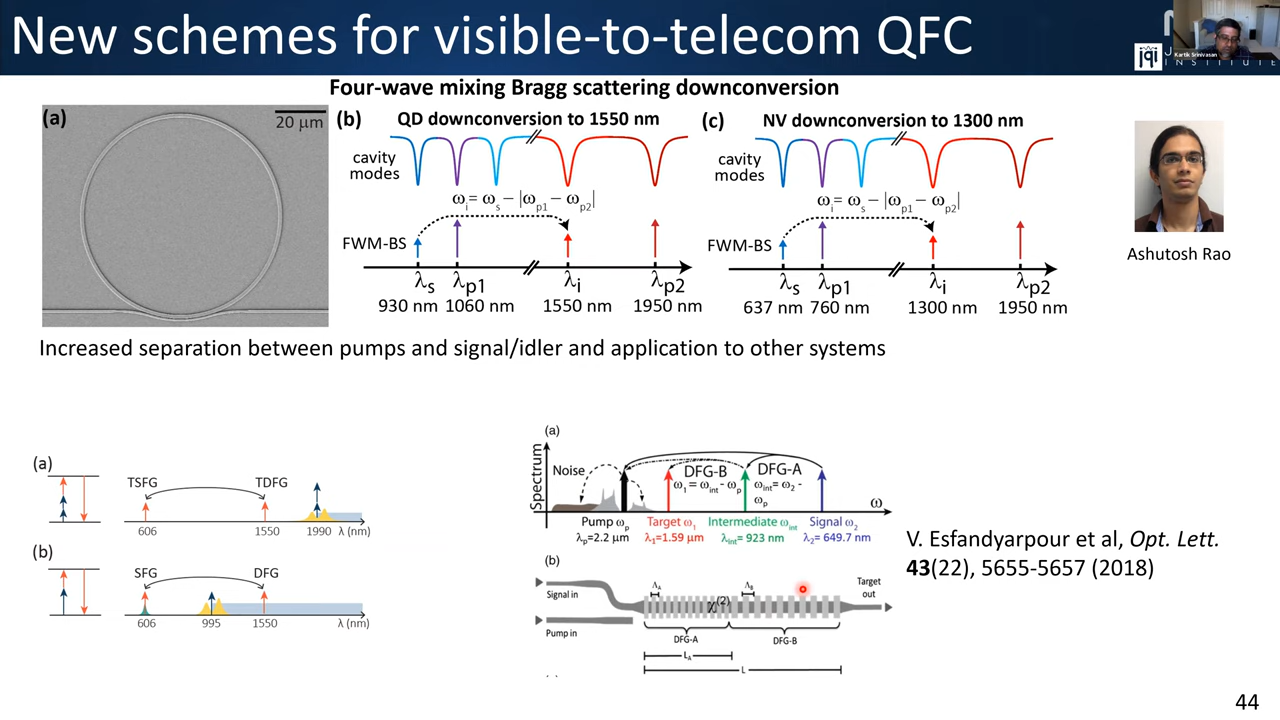 New schemes for visible-to-telecom QFC
jqi
Kartik Srinivasan
INSTITUTE
Four-wave mixing Bragg scattering downconversion
(a)
20 μm
(b)
QD downconversion to 1550 nm
cavity
modes
ωi= ωs − |ωp1 − ωp2|
FWM-BS
λs λp1 λi λp2
930 nm 1060 nm 1550 nm 1950 nm
(c)
NV downconversion to 1300 nm
cavity
modes
ωi= ωs − |ωp1 − ωp2|
FWM-BS
λs λp1 λi λp2
637 nm 760 nm 1300 nm 1950 nm
Ashutosh Rao
Increased separation between pumps and signal/idler and application to other systems
(a)
TSFG TDFG
606 1550 1990 λ (nm)
(b)
SFG DFG
606 995 1550 λ (nm)
(a)
Spectrum
Noise
DFG-B
ω1 = ωint- ωp
DFG-A
ωint= ω2 -
ωp
ω
Pump ωp Target ω1 Intermediate ωint Signal ω2
λp=2.2 μm λ1=1.59 μm λint= 923 nm λ2= 649.7 nm
(b)
Signal in
Pump in
ΛA
χ(2)
ΛB
Target
out
DFG-A DFG-B
LA
L
V. Esfandyarpour et al, Opt. Lett.
43(22), 5655-5657 (2018)
44